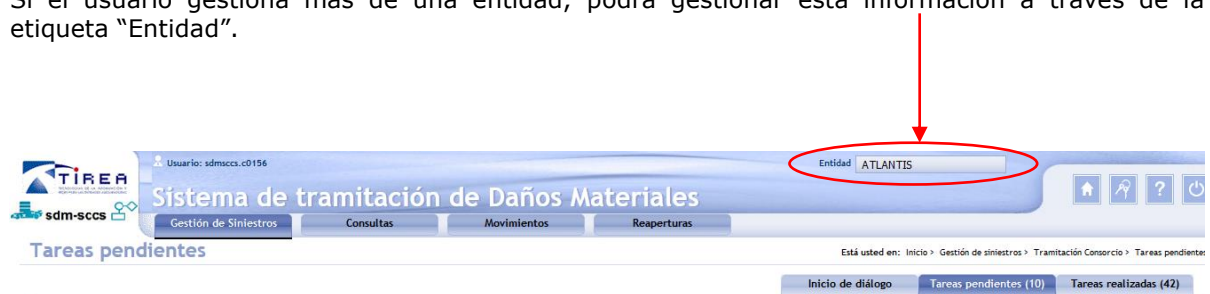 Si el usuario gestiona más de una entidad, podrá gestionar esta información a través de la
etiqueta “Entidad”.
TIREA
Usuario: sdmsccs.c0156
Entidad ATLANTIS
Sistema de tramitación de Daños Materiales
sdm-sccs
Gestión de Siniestros Consultas Movimientos Reaperturas
Tareas pendientes
Está usted en: Inicio > Gestión de siniestros > Tramitación Consorcio > Tareas pendientes
Inicio de diálogo Tareas pendientes (10) Tareas realizadas (42)